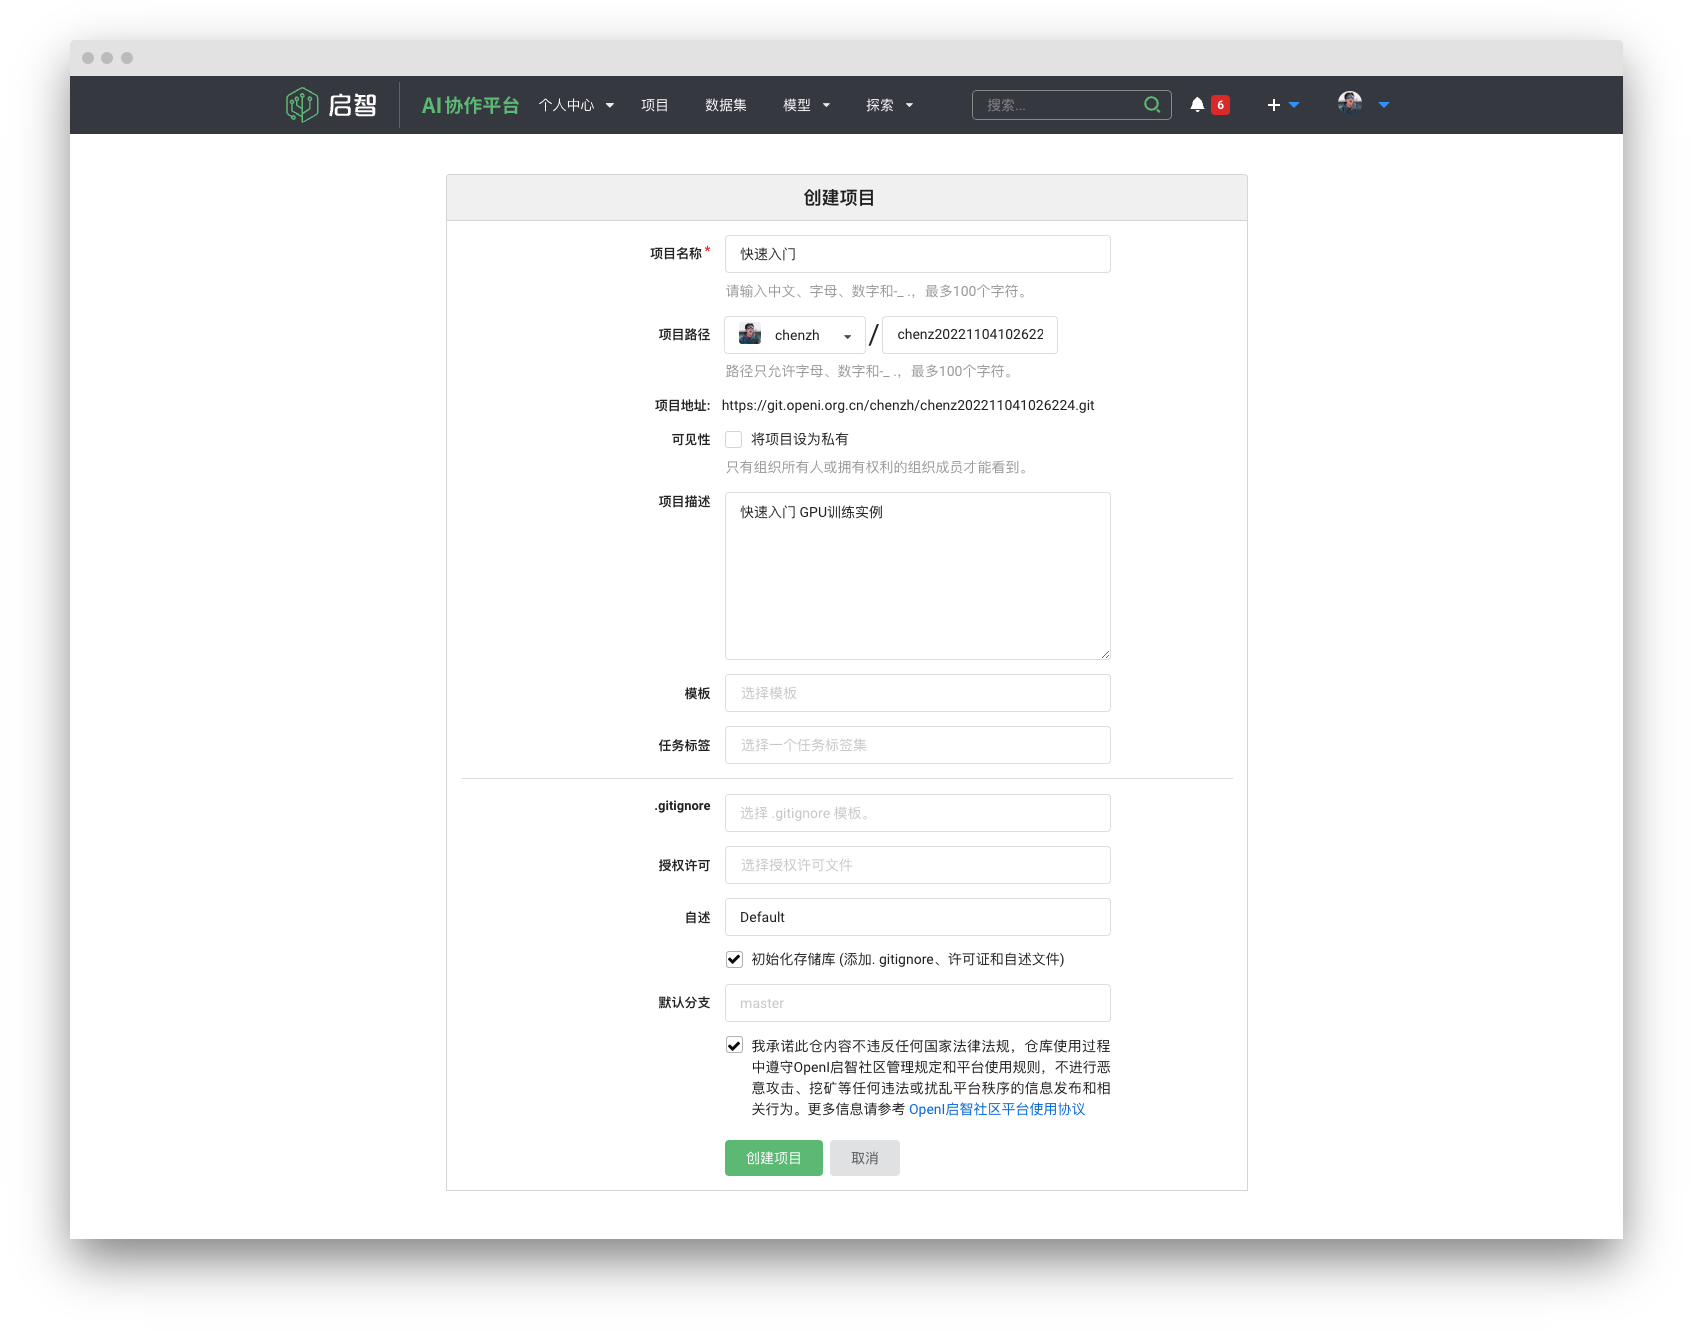 启智 AI协作平台 个人中心 项目 数据集 模型 探索 搜索... 6
创建项目
项目名称* 快速入门
请输入中文、字母、数字和-_ .，最多100个字符。
项目路径 chenzh / chenz20221104102622
路径只允许字母、数字和-_ .，最多100个字符。
项目地址: https://git.openi.org.cn/chenzh/chenz202211041026224.git
可见性 将项目设为私有
只有组织所有人或拥有权利的组织成员才能看到。
项目描述 快速入门 GPU训练实例
模板 选择模板
任务标签 选择一个任务标签集
.gitignore 选择 .gitignore 模板。
授权许可 选择授权许可文件
自述 Default
初始化存储库 (添加. gitignore、许可证和自述文件)
默认分支 master
我承诺此仓内容不违反任何国家法律法规，仓库使用过程
中遵守OpenI启智社区管理规定和平台使用规则，不进行恶
意攻击、挖矿等任何违法或扰乱平台秩序的信息发布和相
关行为。更多信息请参考 OpenI启智社区平台使用协议
创建项目 取消